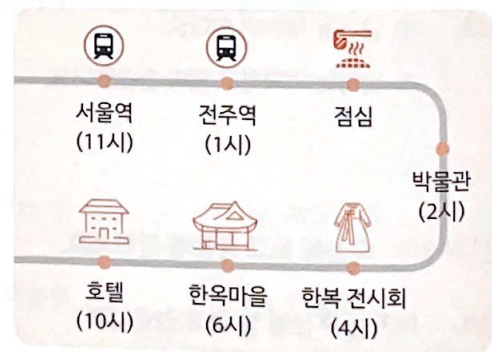 서울역
(11시)
전주역
(1시)
점심
박물관
(2시)
한복 전시회
(4시)
한옥마을
(6시)
호텔
(10시)